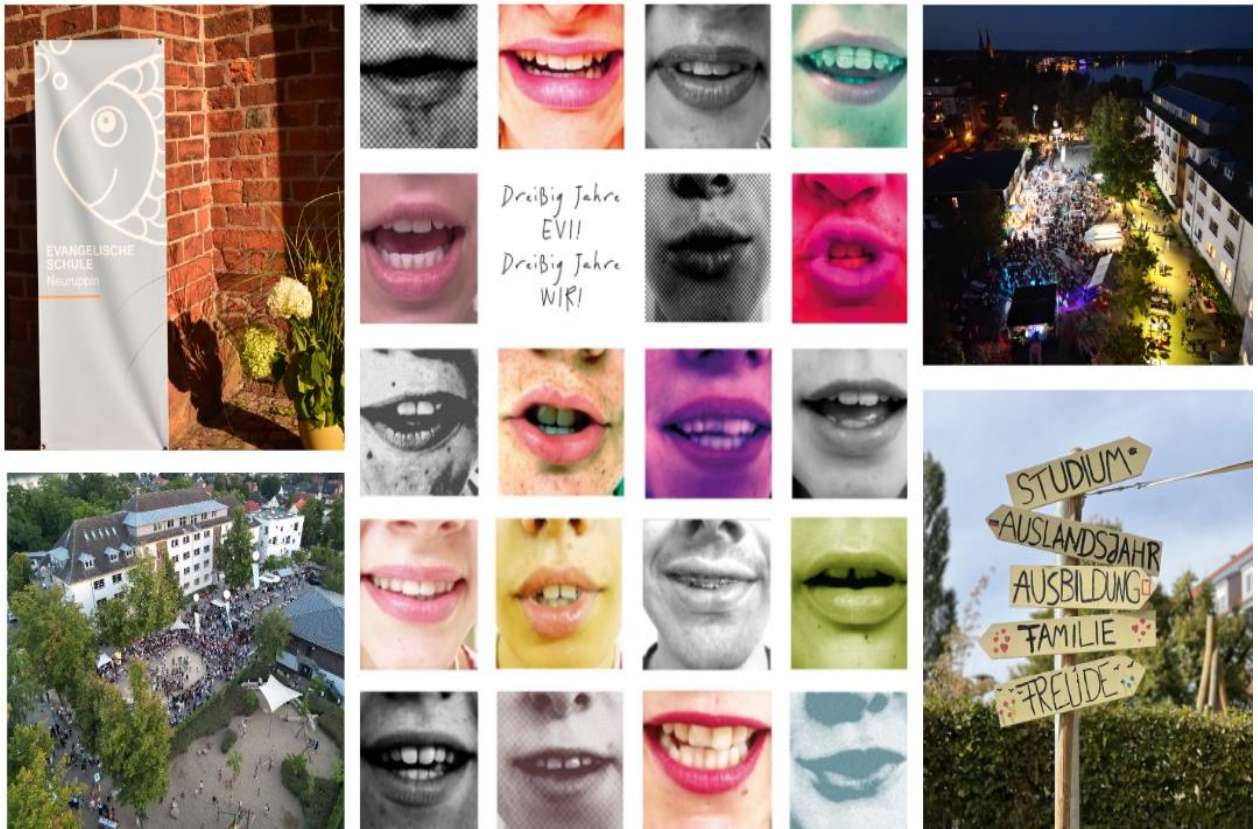 EVANGELISCHE
SCHULE
Neuruppin
Dreißig Jahre
EVI!
Dreißig Jahre
WIR!
STUDIUM
AUSLANDSJAHR
AUSBILDUNG
FAMILIE
FREUDE